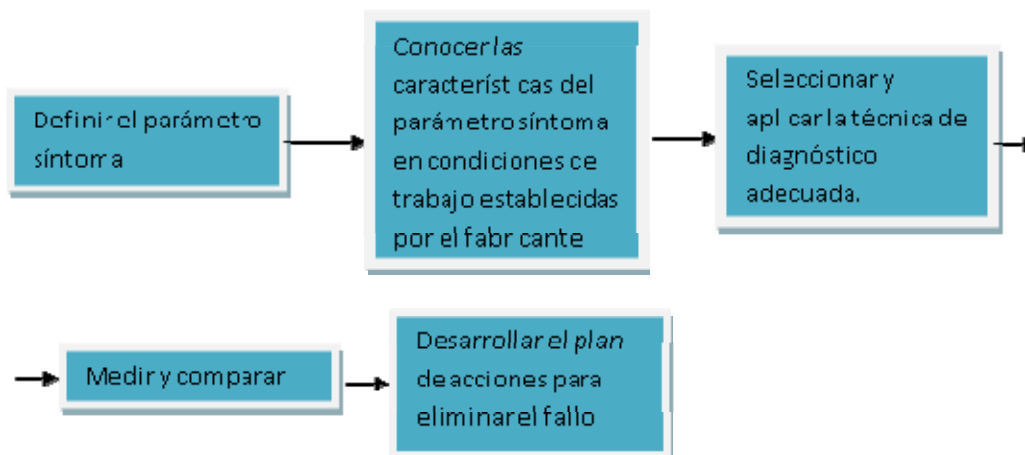 Definir el parámetro
síntoma
Conocer las
características del
parámetro síntoma
en condiciones de
trabajo establecidas
por el fabricante
Seleccionar y
aplicar la técnica de
diagnóstico
adecuada.
Medir y comparar
Desarrollar el plan
de acciones para
eliminar el fallo